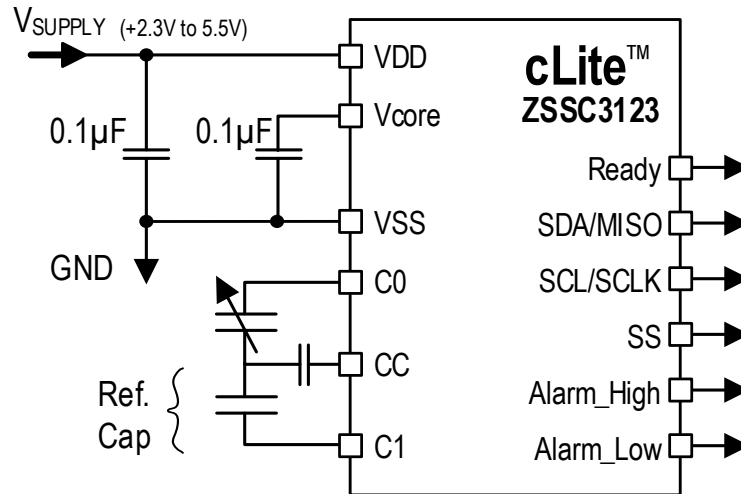 VSUPPLY (+2.3V to 5.5V)
VDD
cLite™
ZSSC3123
Vcore
0.1µF
0.1µF
Ready
VSS
SDA/MISO
GND
C0
SCL/SCLK
SS
CC
Ref.
Cap
Alarm_High
C1
Alarm_Low